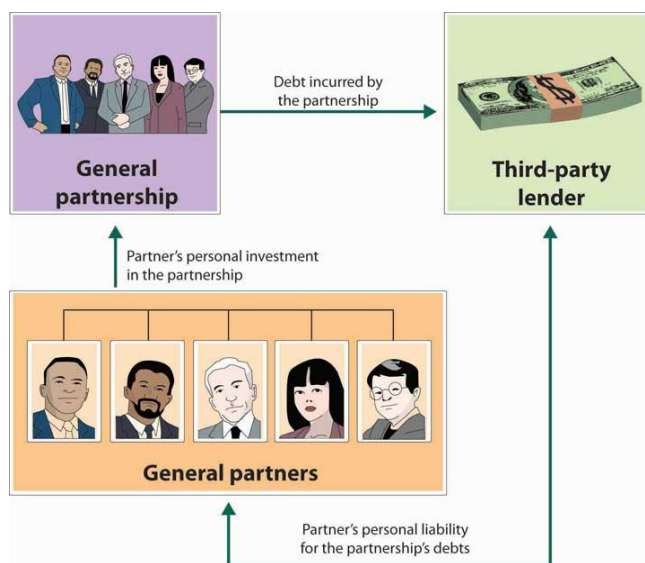 Debt incurred by
the partnership
General
partnership
Third-party
lender
Partner’s personal investment
in the partnership
General partners
Partner’s personal liability
for the partnership’s debts